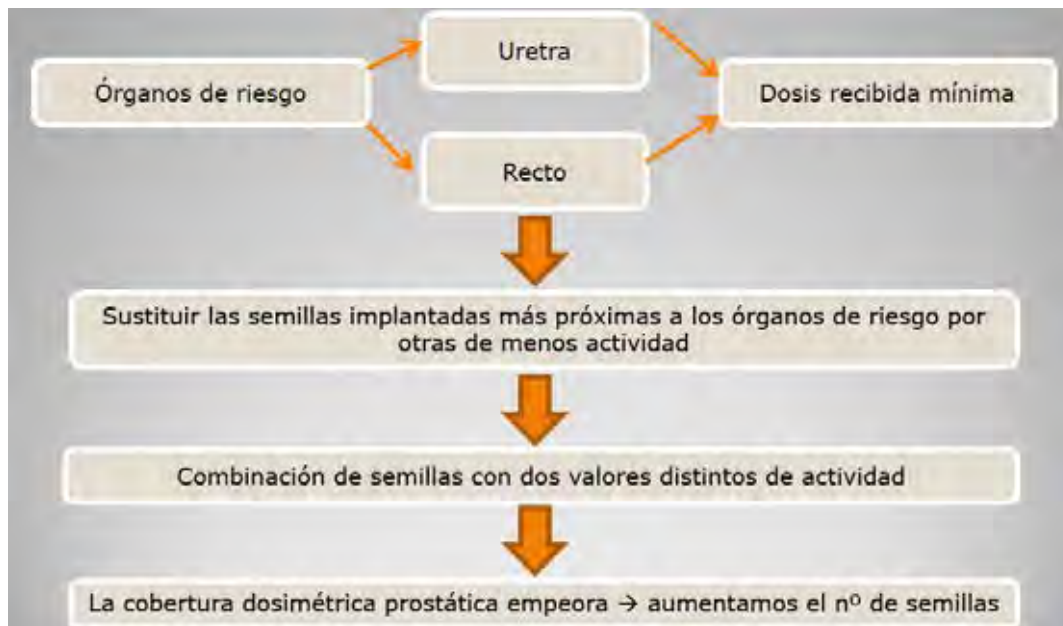 Uretra
Órganos de riesgo
Dosis recibida mínima
Recto
Sustituir las semillas implantadas más próximas a los órganos de riesgo por
otras de menos actividad
Combinación de semillas con dos valores distintos de actividad
La cobertura dosimétrica prostática empeora → aumentamos el nº de semillas